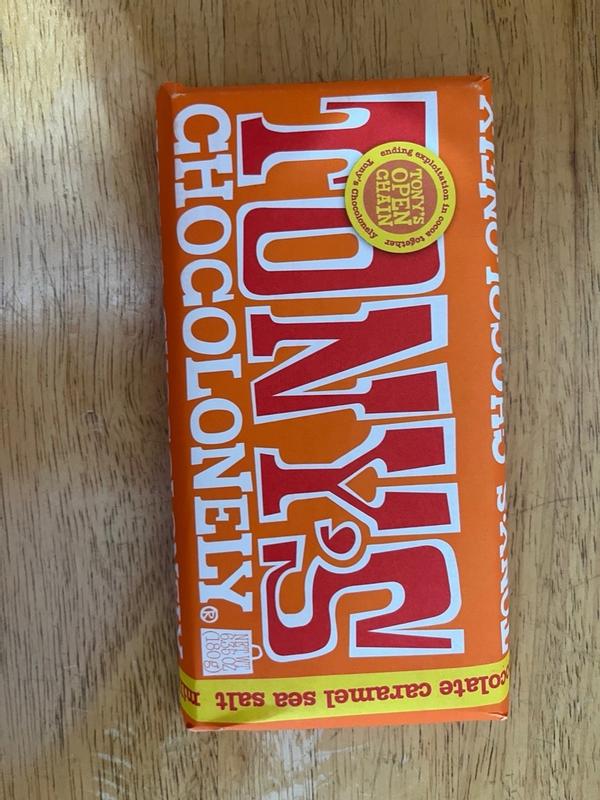 TONY'S
CHOCOLONELY®
TONY'S
OPEN
CHAIN
ending exploitation in cocoa together
Tony's Chocolonely
NET WT
6.35 OZ
(180g)
caramel sea salt